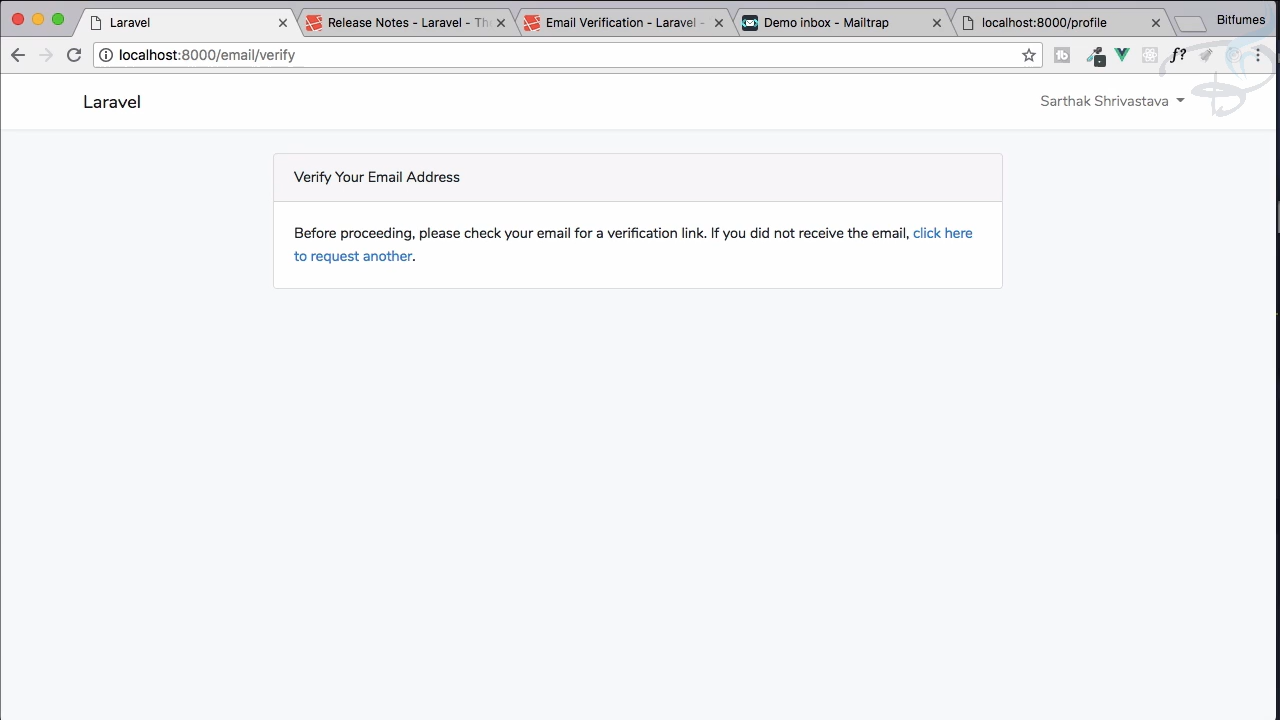 Laravel
Release Notes - Laravel - Th
Email Verification - Laravel -
Demo inbox - Mailtrap
localhost:8000/profile
Bitfumes
localhost:8000/email/verify
f?
Laravel
Sarthak Shrivastava
Verify Your Email Address
Before proceeding, please check your email for a verification link. If you did not receive the email, click here
to request another.